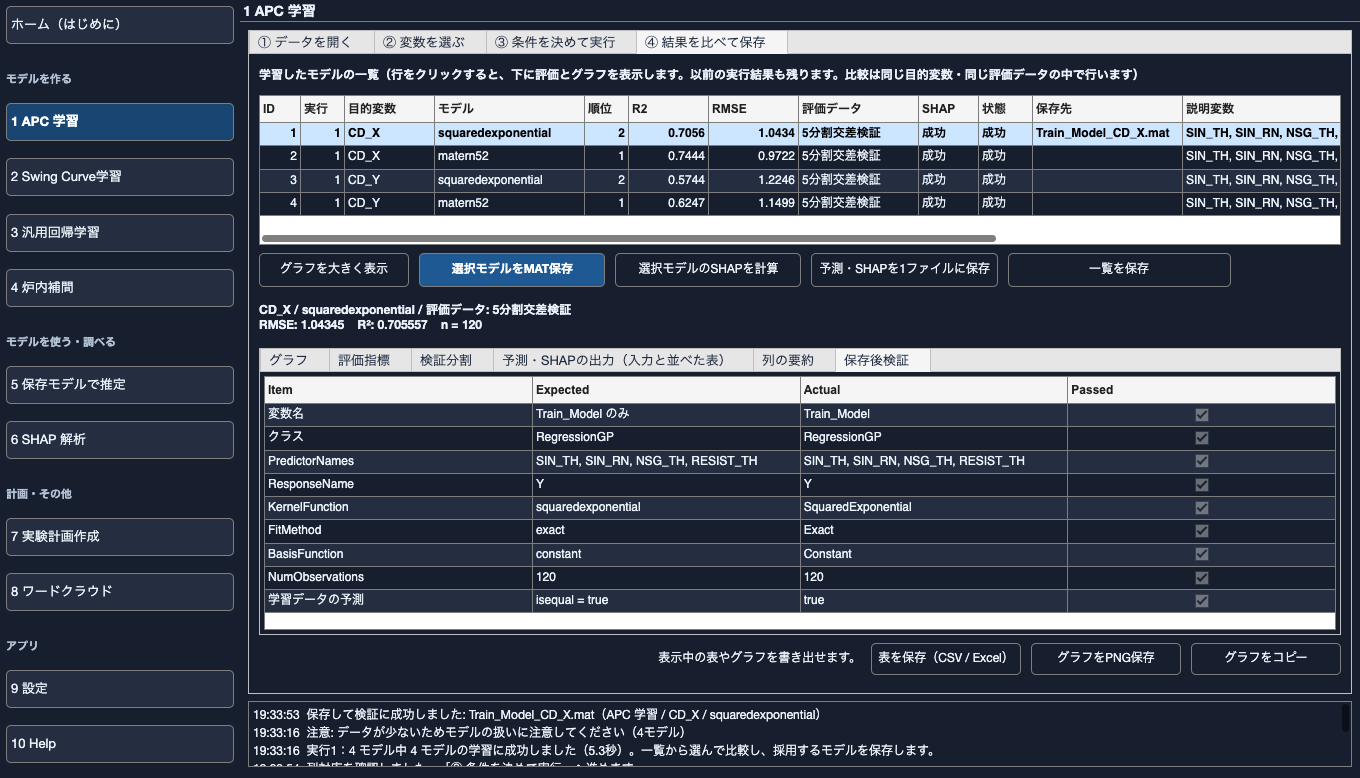 ホーム（はじめに）
モデルを作る
1 APC 学習
2 Swing Curve学習
3 汎用回帰学習
4 炉内補間
モデルを使う・調べる
5 保存モデルで推定
6 SHAP 解析
計画・その他
7 実験計画作成
8 ワードクラウド
アプリ
9 設定
10 Help
1 APC 学習
① データを開く ② 変数を選ぶ ③ 条件を決めて実行 ④ 結果を比べて保存
学習したモデルの一覧（行をクリックすると、下に評価とグラフを表示します。以前の実行結果も残ります。比較は同じ目的変数・同じ評価データの中で行います）
ID 実行 目的変数 モデル 順位 R2 RMSE 評価データ SHAP 状態 保存先 説明変数
1 1 CD_X squaredexponential 2 0.7056 1.0434 5分割交差検証 成功 成功 Train_Model_CD_X.mat SIN_TH, SIN_RN, NSG_TH,
2 1 CD_X matern52 1 0.7444 0.9722 5分割交差検証 成功 成功 SIN_TH, SIN_RN, NSG_TH,
3 1 CD_Y squaredexponential 2 0.5744 1.2246 5分割交差検証 成功 成功 SIN_TH, SIN_RN, NSG_TH,
4 1 CD_Y matern52 1 0.6247 1.1499 5分割交差検証 成功 成功 SIN_TH, SIN_RN, NSG_TH,
グラフを大きく表示 選択モデルをMAT保存 選択モデルのSHAPを計算 予測・SHAPを1ファイルに保存 一覧を保存
CD_X / squaredexponential / 評価データ: 5分割交差検証
RMSE: 1.04345 R²: 0.705557 n = 120
グラフ 評価指標 検証分割 予測・SHAPの出力（入力と並べた表） 列の要約 保存後検証
Item Expected Actual Passed
変数名 Train_Model のみ Train_Model
クラス RegressionGP RegressionGP
PredictorNames SIN_TH, SIN_RN, NSG_TH, RESIST_TH SIN_TH, SIN_RN, NSG_TH, RESIST_TH
ResponseName Y Y
KernelFunction squaredexponential SquaredExponential
FitMethod exact Exact
BasisFunction constant Constant
NumObservations 120 120
学習データの予測 isequal = true true
表示中の表やグラフを書き出せます。 表を保存（CSV / Excel） グラフをPNG保存 グラフをコピー
19:33:53 保存して検証に成功しました: Train_Model_CD_X.mat（APC 学習 / CD_X / squaredexponential）
19:33:16 注意: データが少ないためモデルの扱いに注意してください（4モデル）
19:33:16 実行1：4 モデル中 4 モデルの学習に成功しました（5.3秒）。一覧から選んで比較し、採用するモデルを保存します。